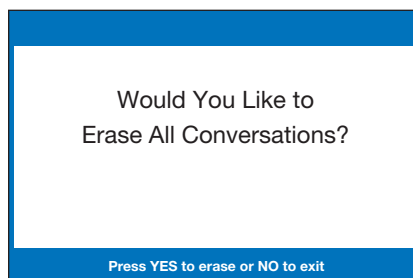 Would You Like to
Erase All Conversations?
Press YES to erase or NO to exit